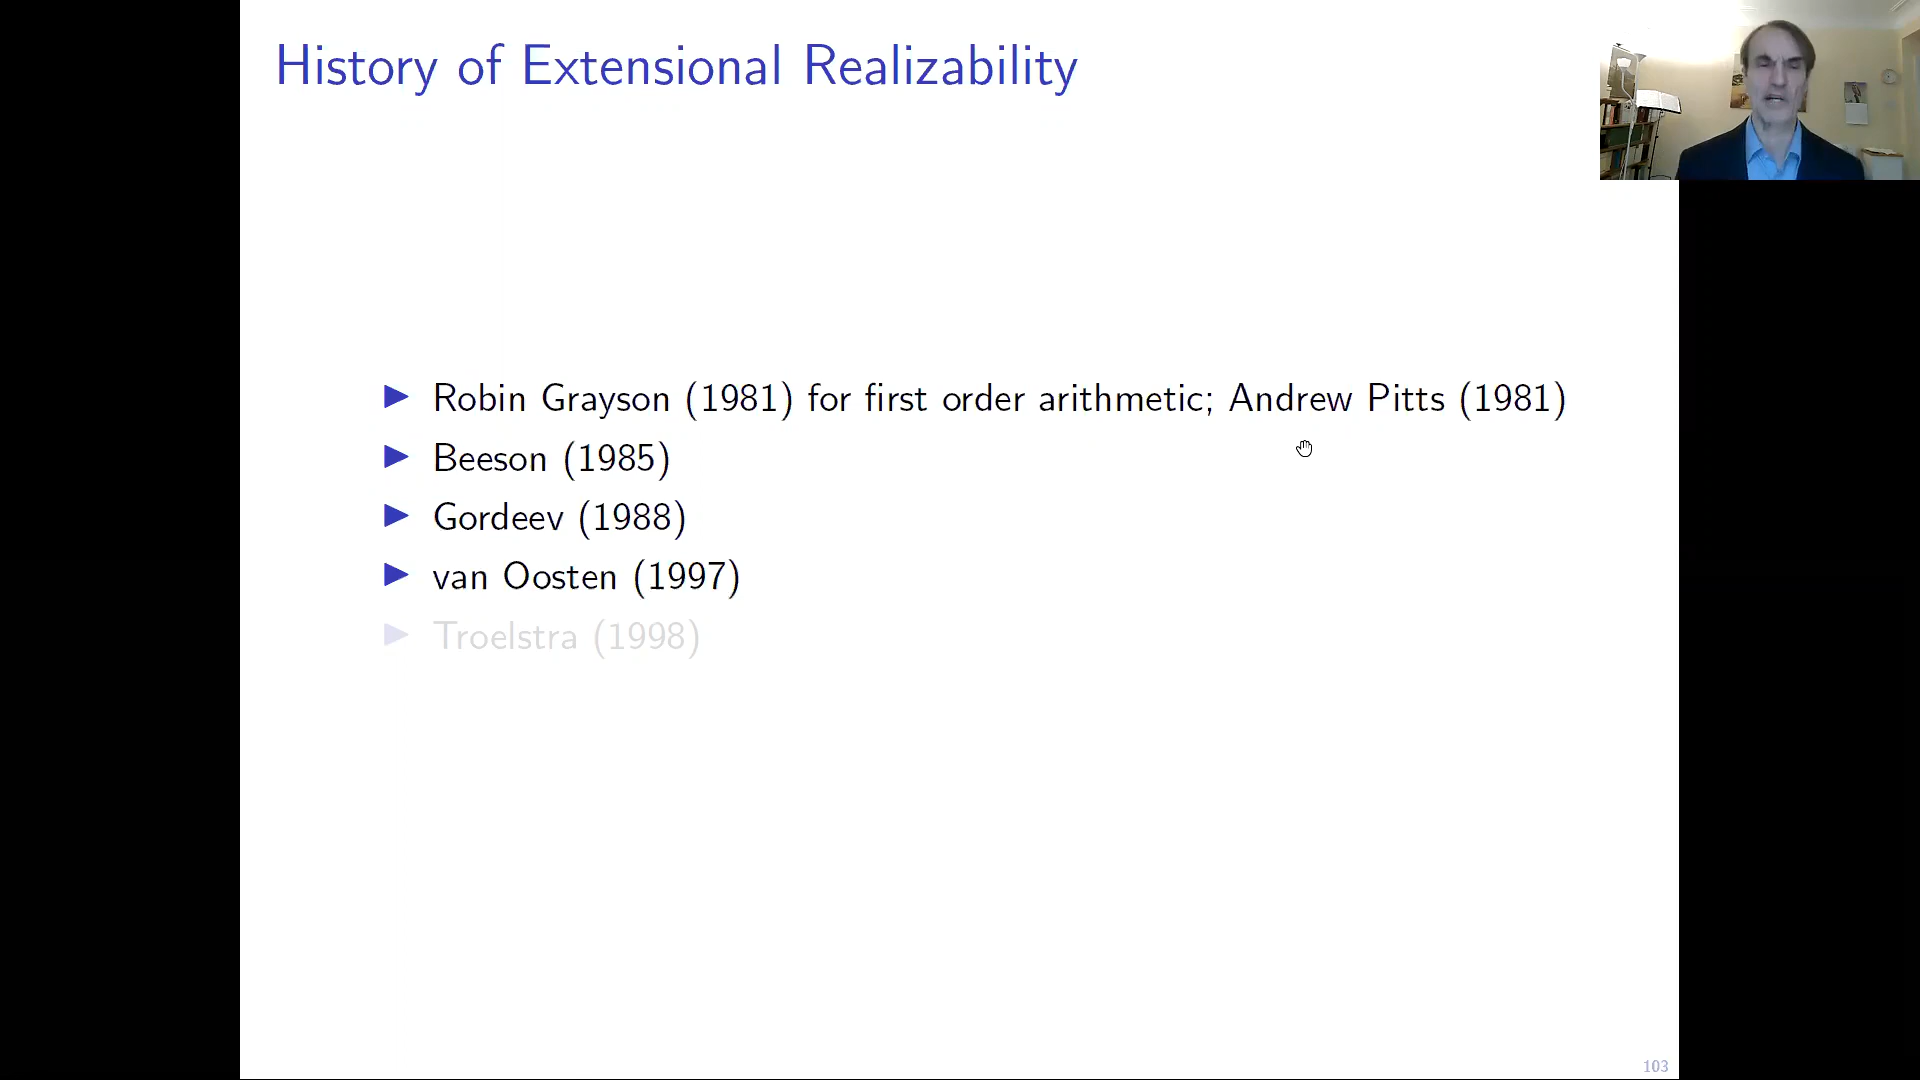 History of Extensional Realizability
▶ Robin Grayson (1981) for first order arithmetic; Andrew Pitts (1981)
▶ Beeson (1985)
▶ Gordeev (1988)
▶ van Oosten (1997)
▶ Troelstra (1998)
103